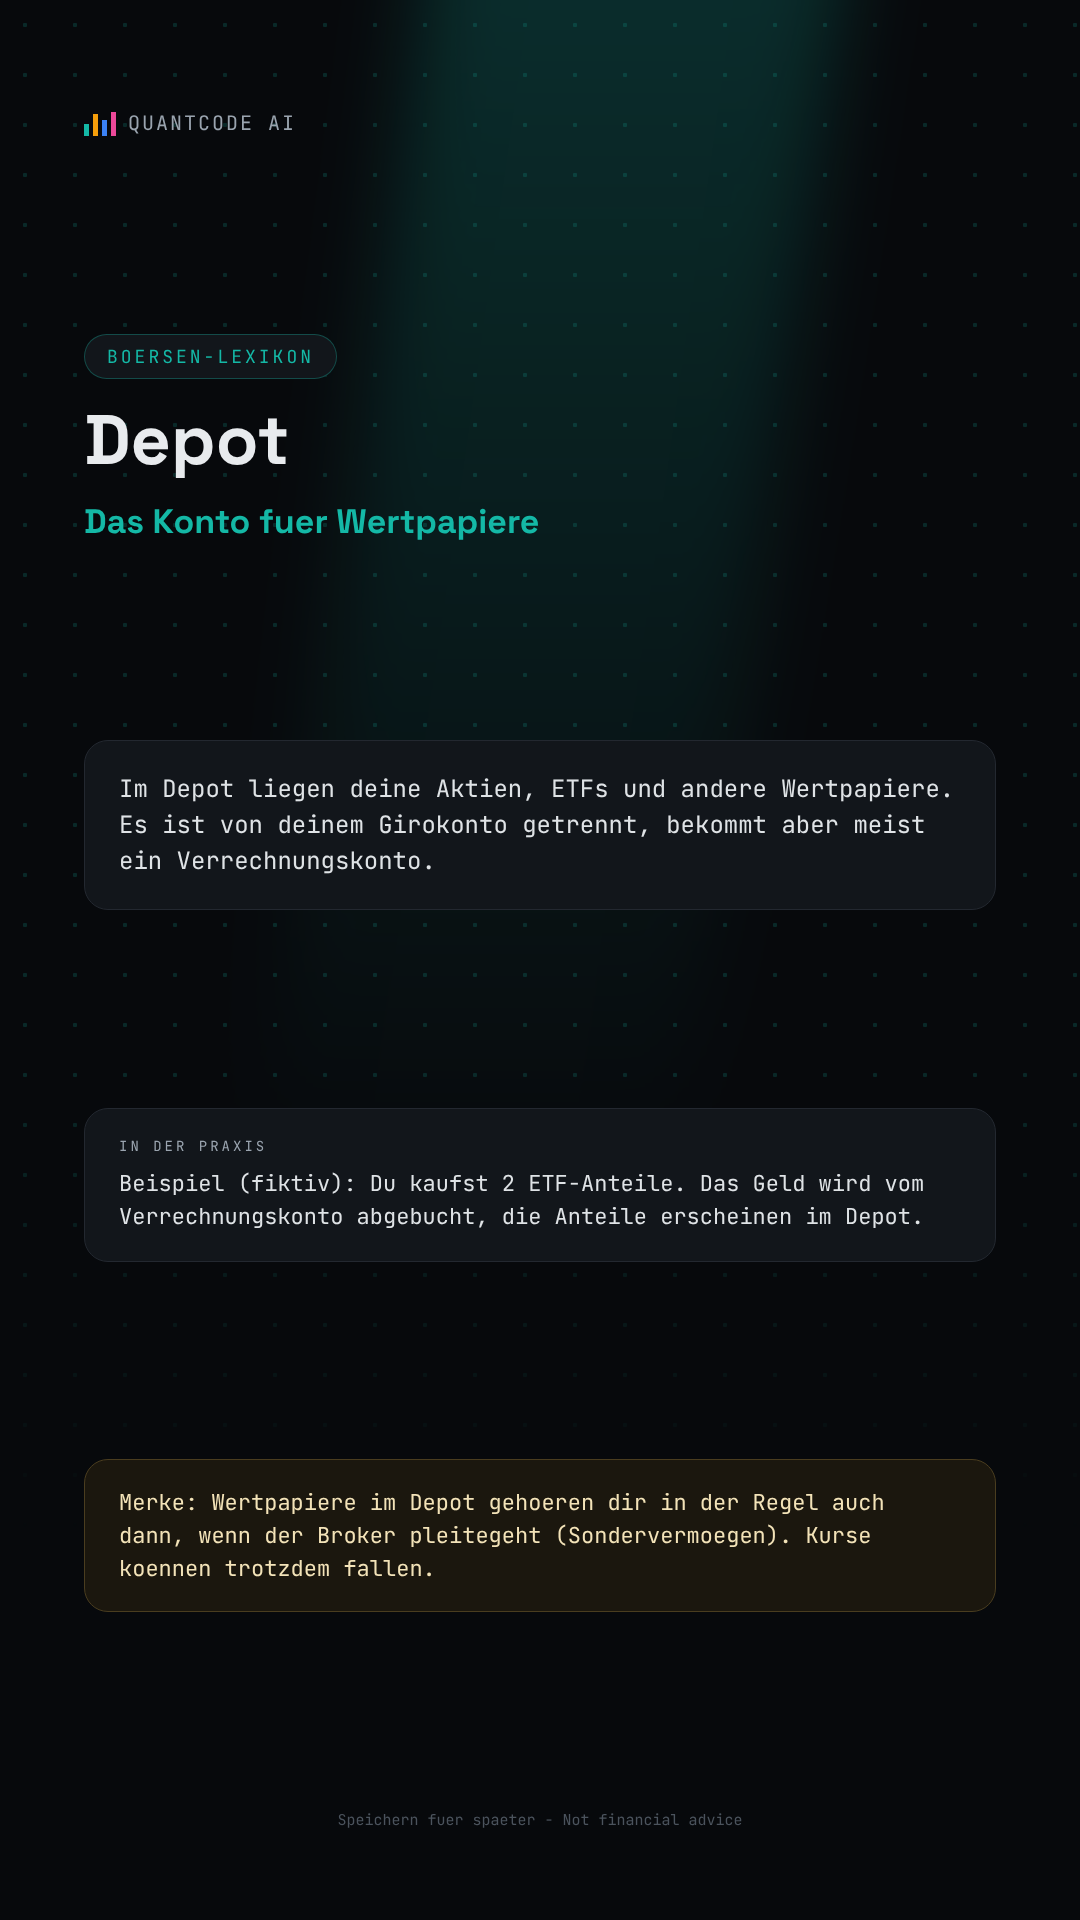 QUANTCODE AI
BOERSEN-LEXIKON
Depot
Das Konto fuer Wertpapiere
Im Depot liegen deine Aktien, ETFs und andere Wertpapiere.
Es ist von deinem Girokonto getrennt, bekommt aber meist
ein Verrechnungskonto.
IN DER PRAXIS
Beispiel (fiktiv): Du kaufst 2 ETF-Anteile. Das Geld wird vom
Verrechnungskonto abgebucht, die Anteile erscheinen im Depot.
Merke: Wertpapiere im Depot gehoeren dir in der Regel auch
dann, wenn der Broker pleitegeht (Sondervermoegen). Kurse
koennen trotzdem fallen.
Speichern fuer spaeter - Not financial advice